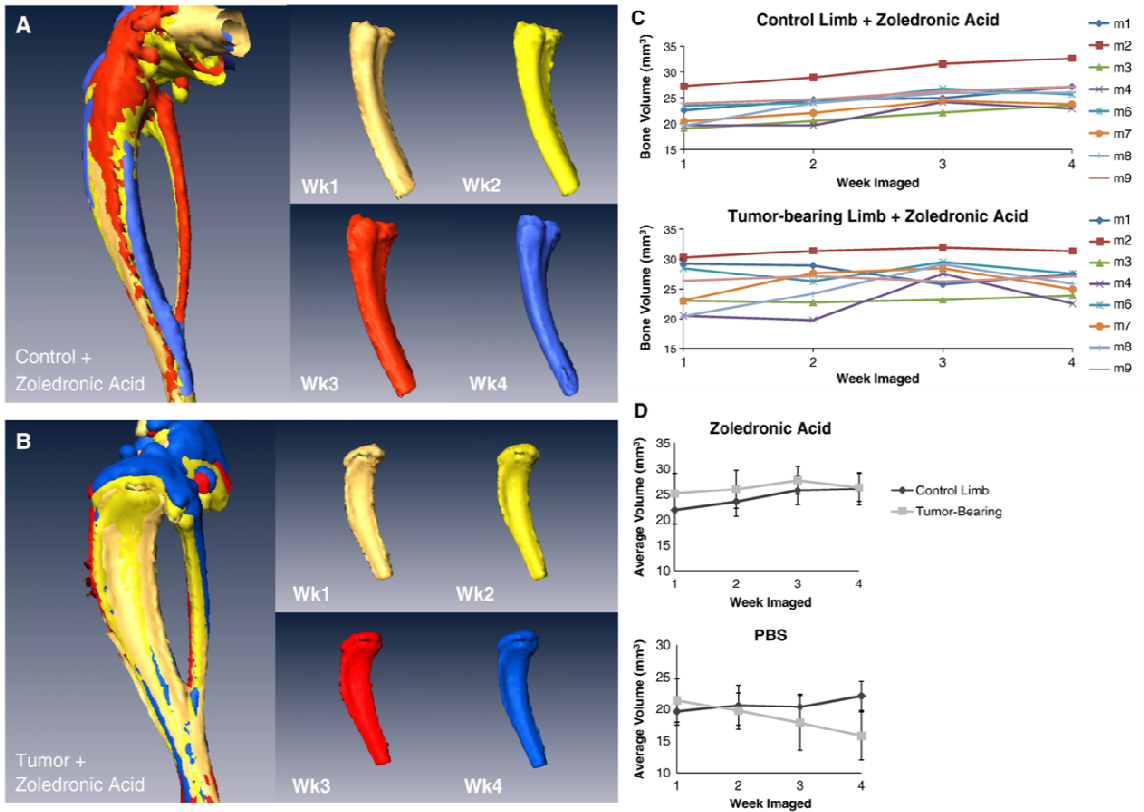 A
Wk1
Wk2
Wk3
Wk4
Control +
Zoledronic Acid
B
Wk1
Wk2
Wk3
Wk4
Tumor +
Zoledronic Acid
C
Control Limb + Zoledronic Acid
Bone Volume (mm³)
35
30
25
20
15
1 2 3 4
Week Imaged
m1
m2
m3
m4
m6
m7
m8
m9
Tumor-bearing Limb + Zoledronic Acid
Bone Volume (mm³)
35
30
25
20
15
1 2 3 4
Week Imaged
m1
m2
m3
m4
m6
m7
m8
m9
D
Zoledronic Acid
Average Volume (mm³)
35
30
25
20
15
10
1 2 3 4
Week Imaged
Control Limb
Tumor-Bearing
PBS
Average Volume (mm³)
30
25
20
15
10
1 2 3 4
Week Imaged